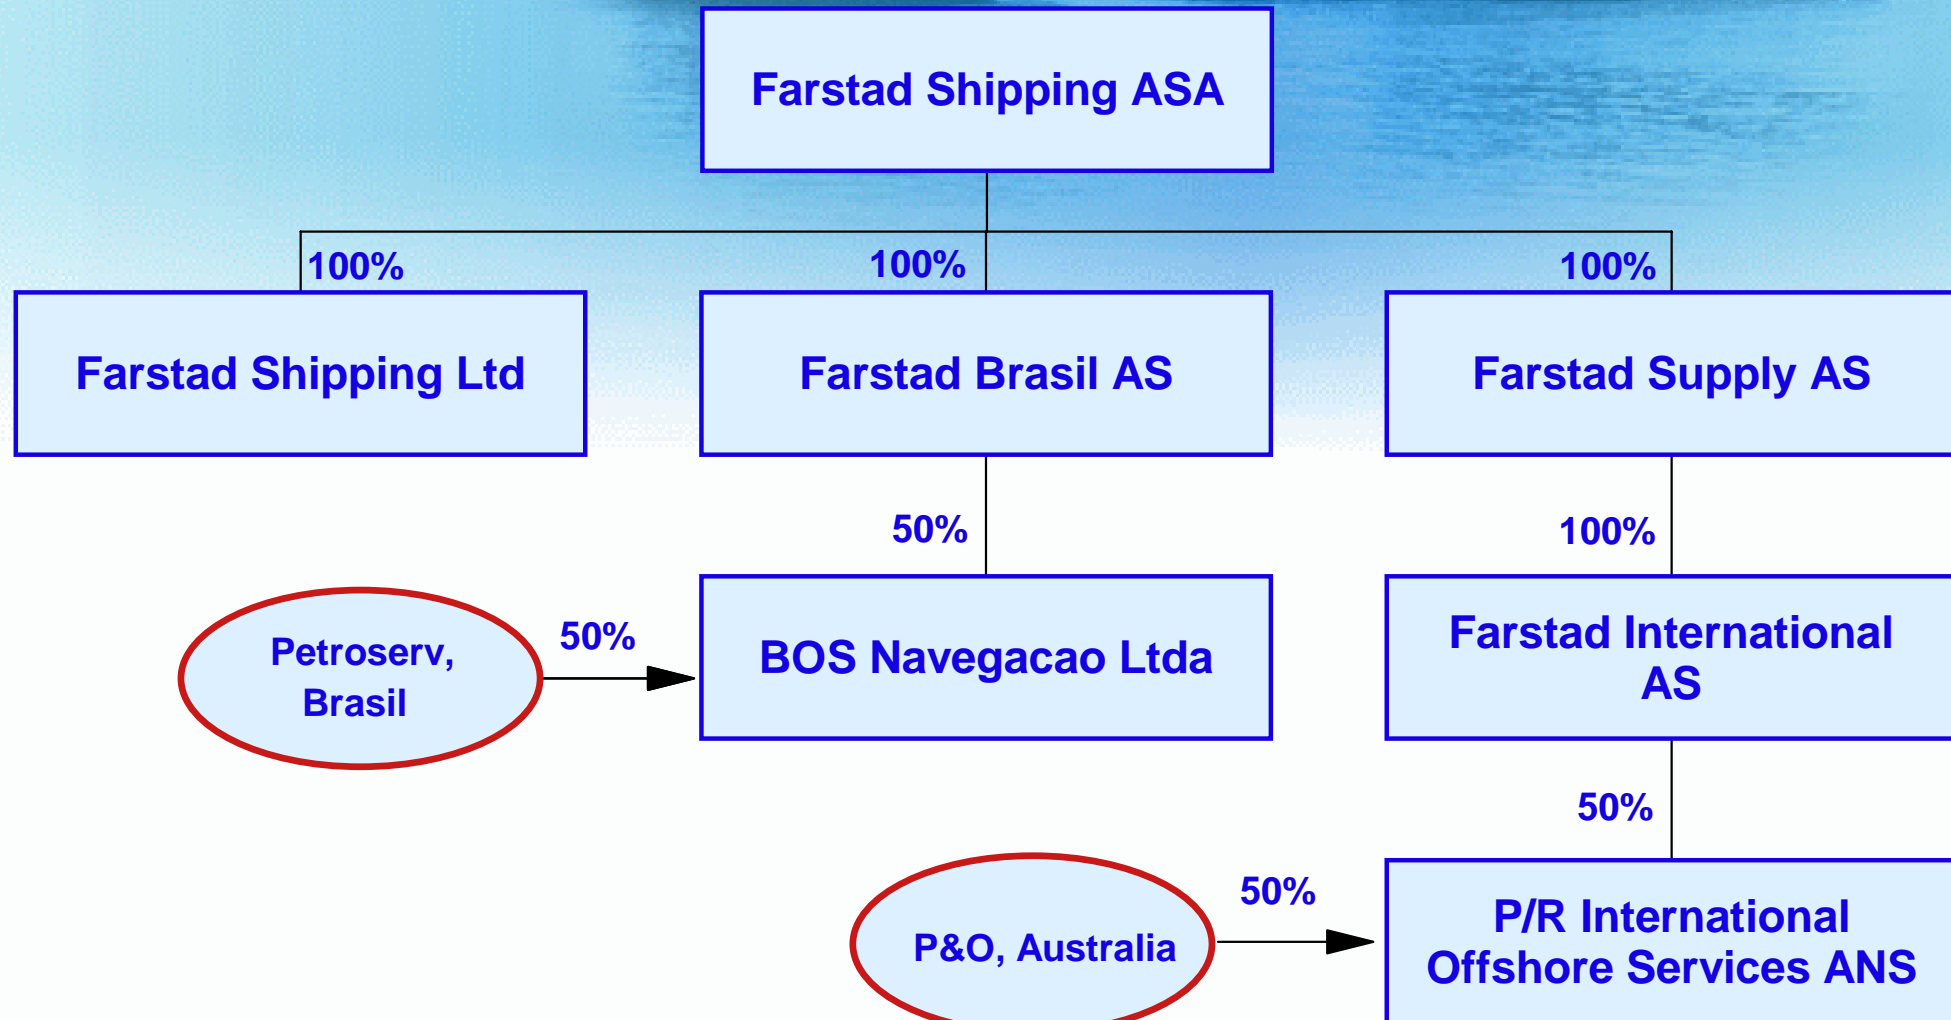 Farstad Shipping ASA
100%
100%
100%
Farstad Shipping Ltd
Farstad Brasil AS
Farstad Supply AS
50%
100%
Petroserv,
Brasil
50%
BOS Navegacao Ltda
Farstad International
AS
50%
P&O, Australia
50%
P/R International
Offshore Services ANS